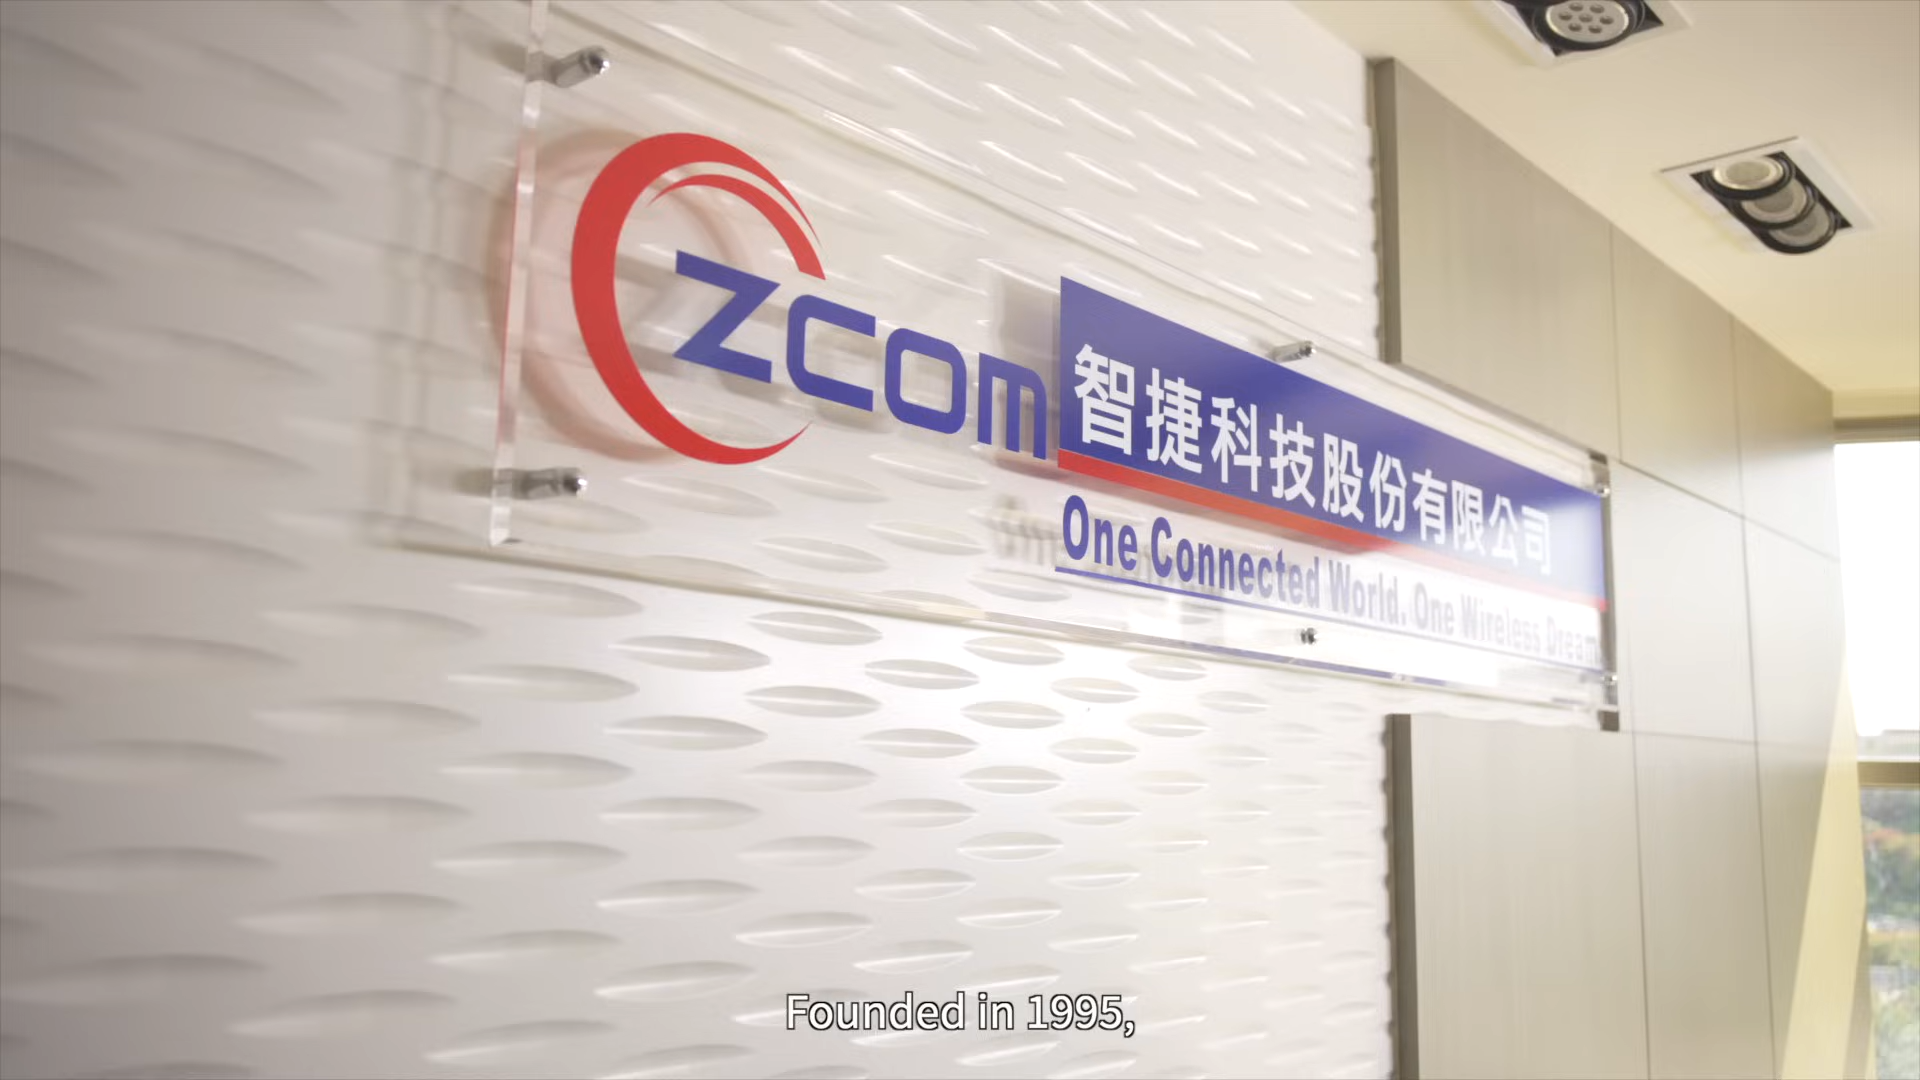 ZCOM
智捷科技股份有限公司
One Connected World. One Wireless Dream
Founded in 1995,